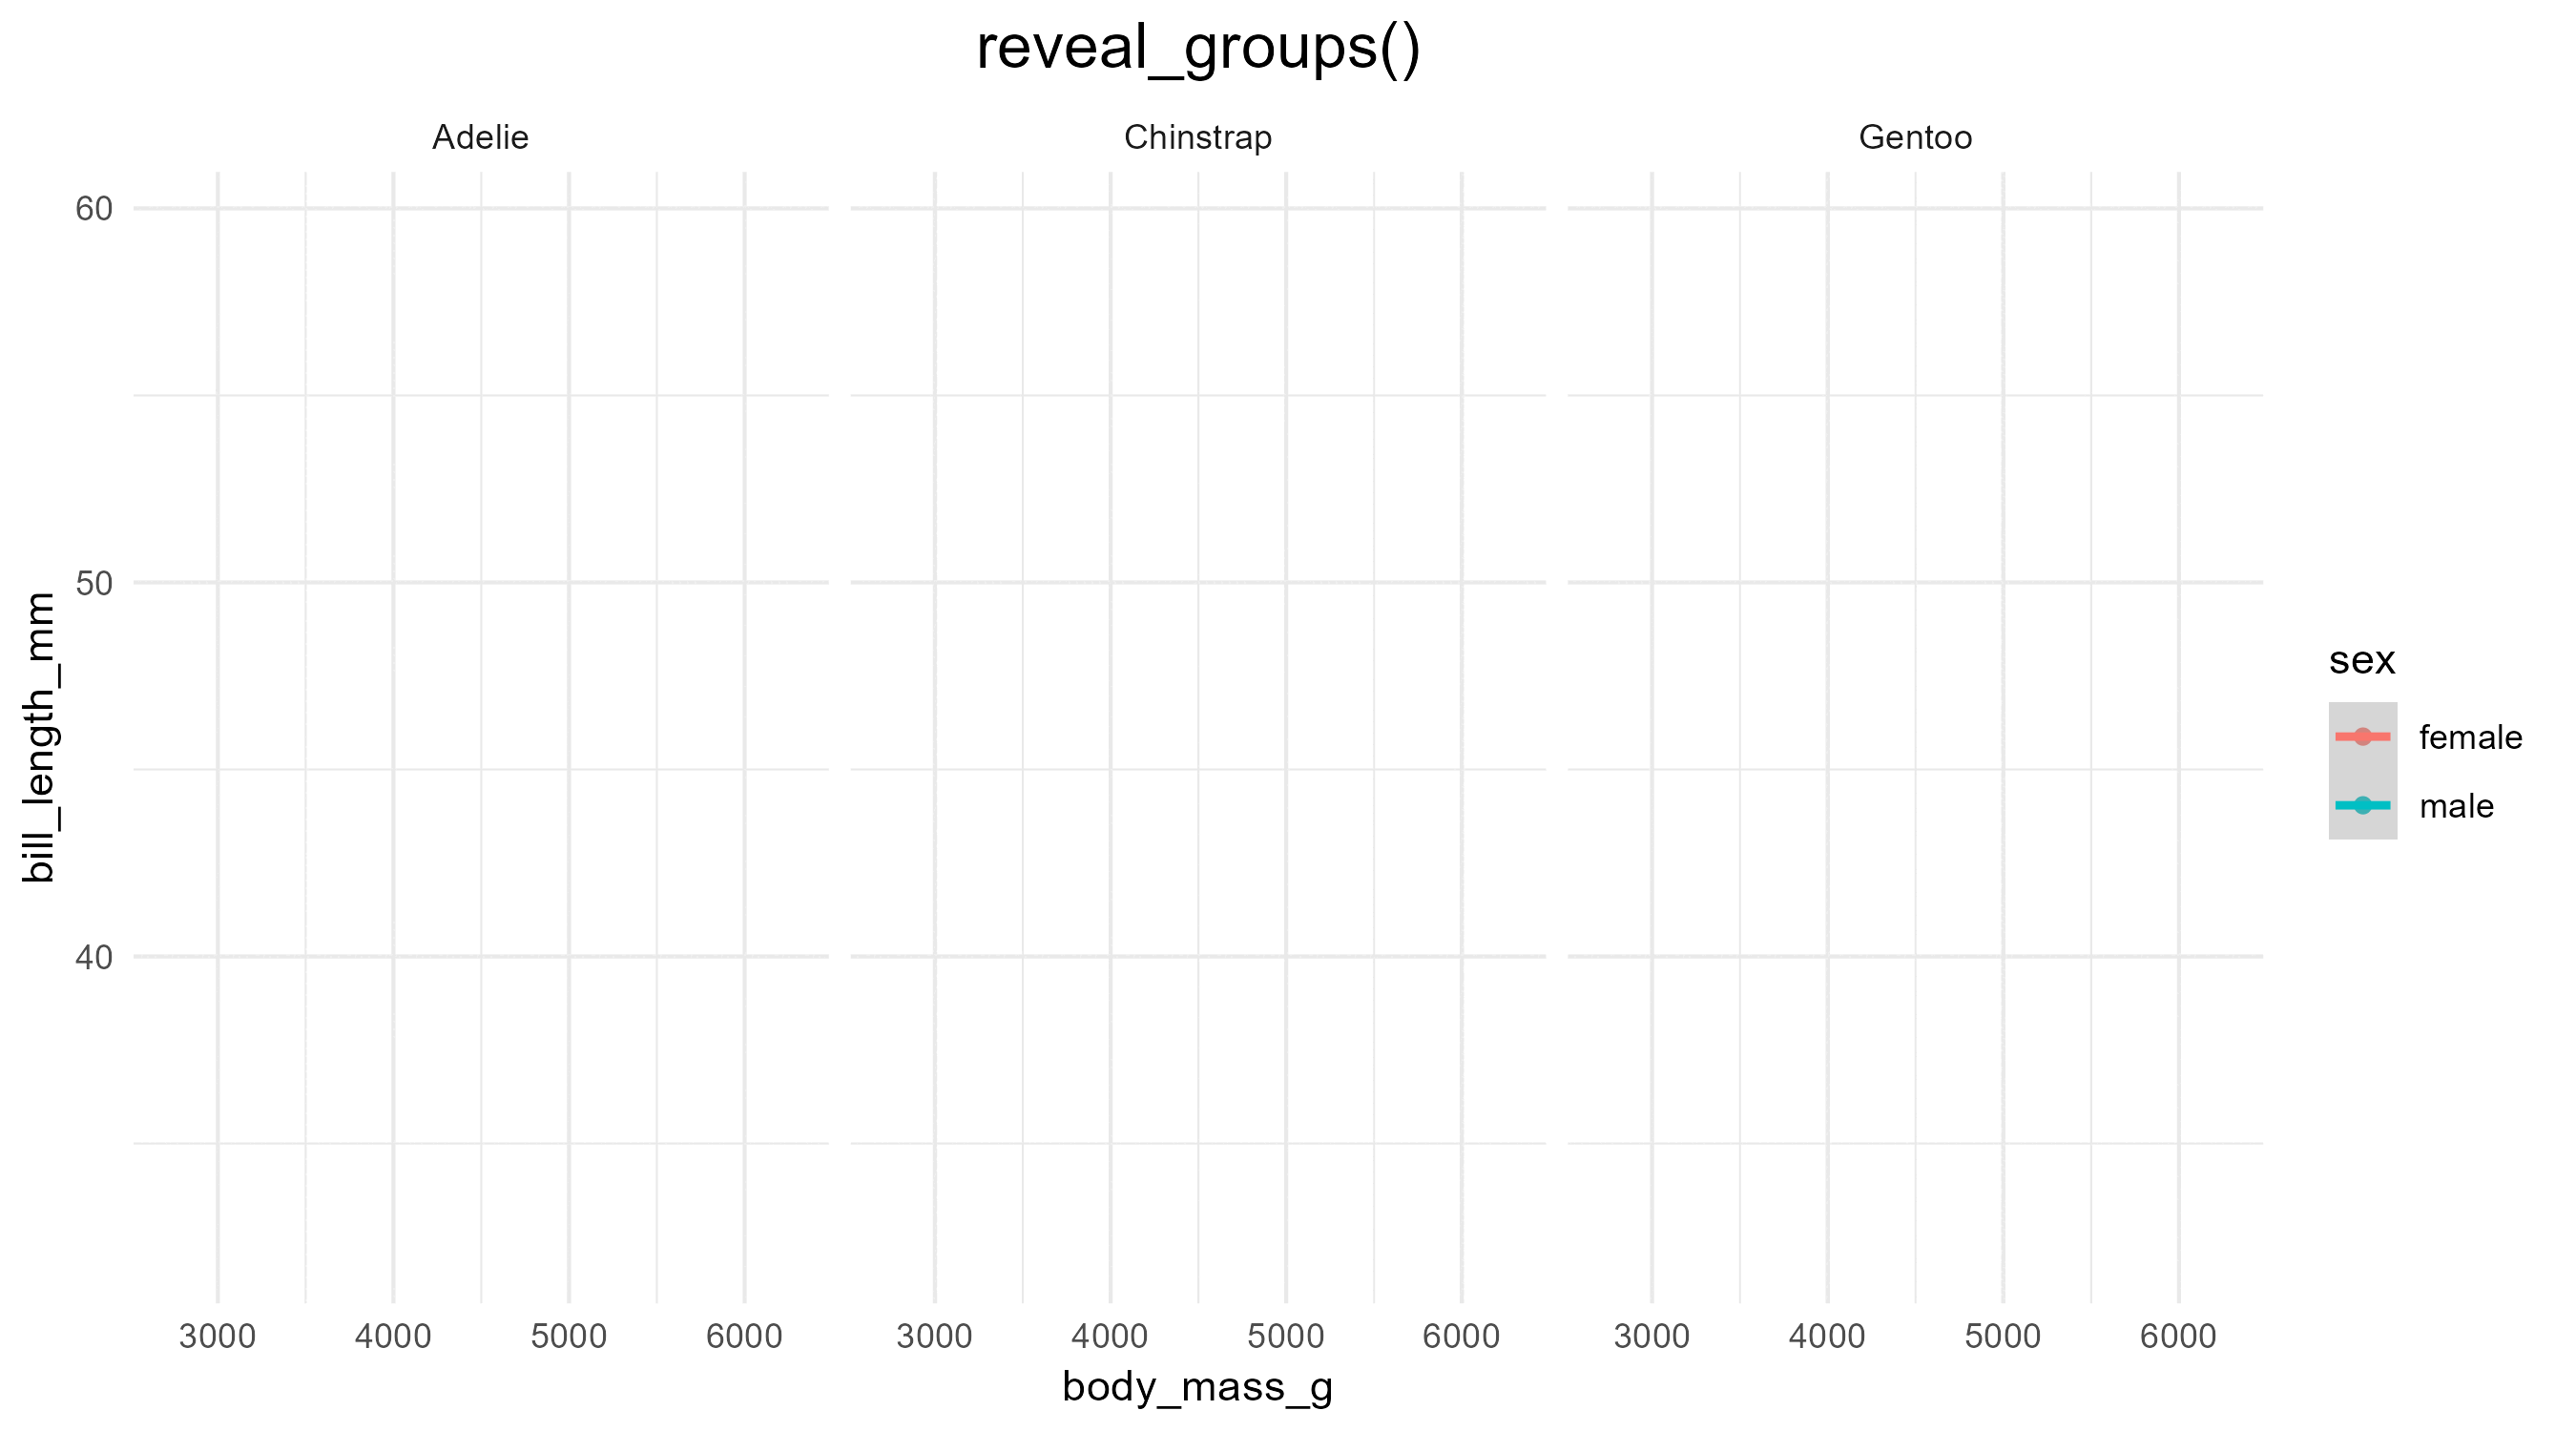 reveal_groups()
Adelie Chinstrap Gentoo
60
50
40
bill_length_mm
3000 4000 5000 6000 3000 4000 5000 6000 3000 4000 5000 6000
body_mass_g
sex
female
male